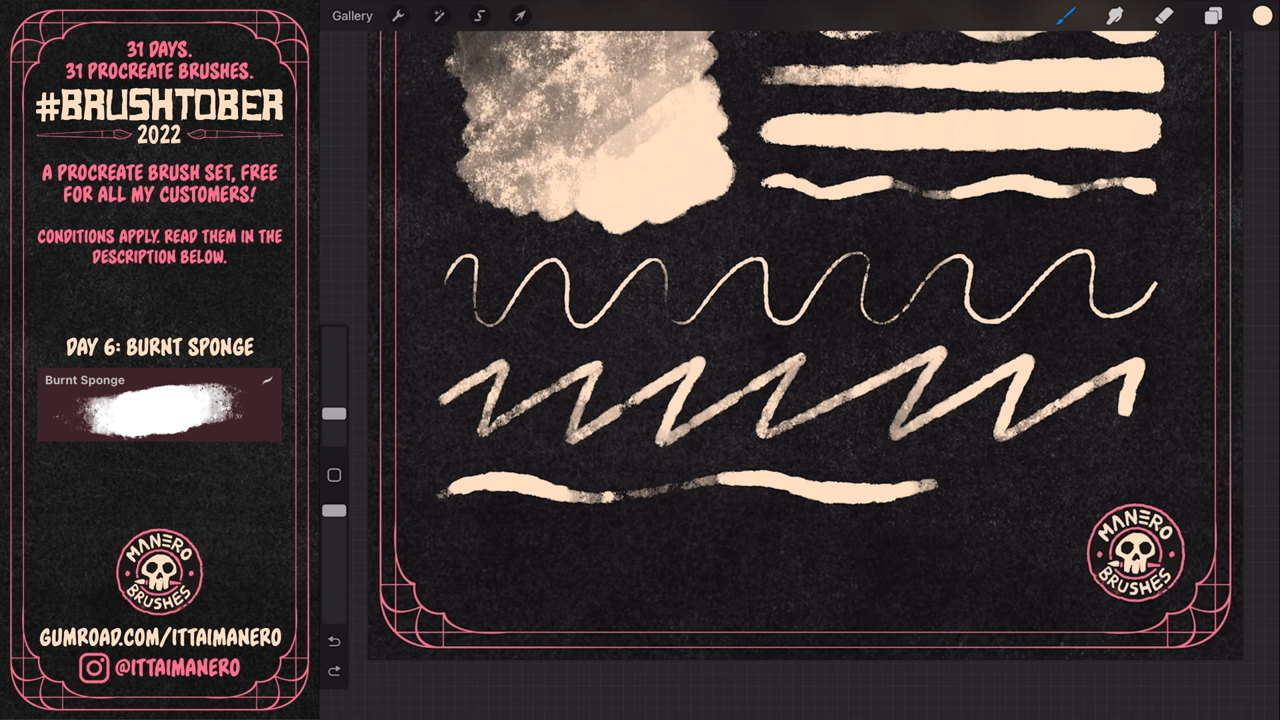 31 DAYS.
31 PROCREATE BRUSHES.
#BRUSHTOBER
2022
A PROCREATE BRUSH SET, FREE
FOR ALL MY CUSTOMERS!
CONDITIONS APPLY. READ THEM IN THE
DESCRIPTION BELOW.
DAY 6: BURNT SPONGE
Burnt Sponge
MANERO
BRUSHES
GUMROAD.COM/ITTAIMANERO
@ITTAIMANERO
Gallery
MANERO
BRUSHES